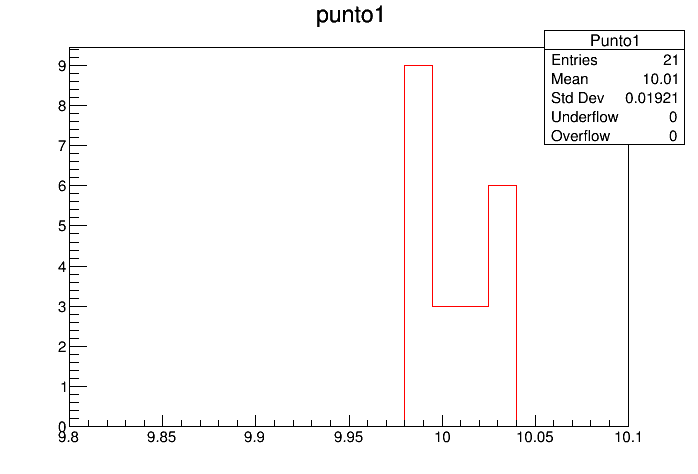 punto1
Punto1
Entries 21
Mean 10.01
Std Dev 0.01921
Underflow 0
Overflow 0
9
8
7
6
5
4
3
2
1
0
9.8 9.85 9.9 9.95 10 10.05 10.1